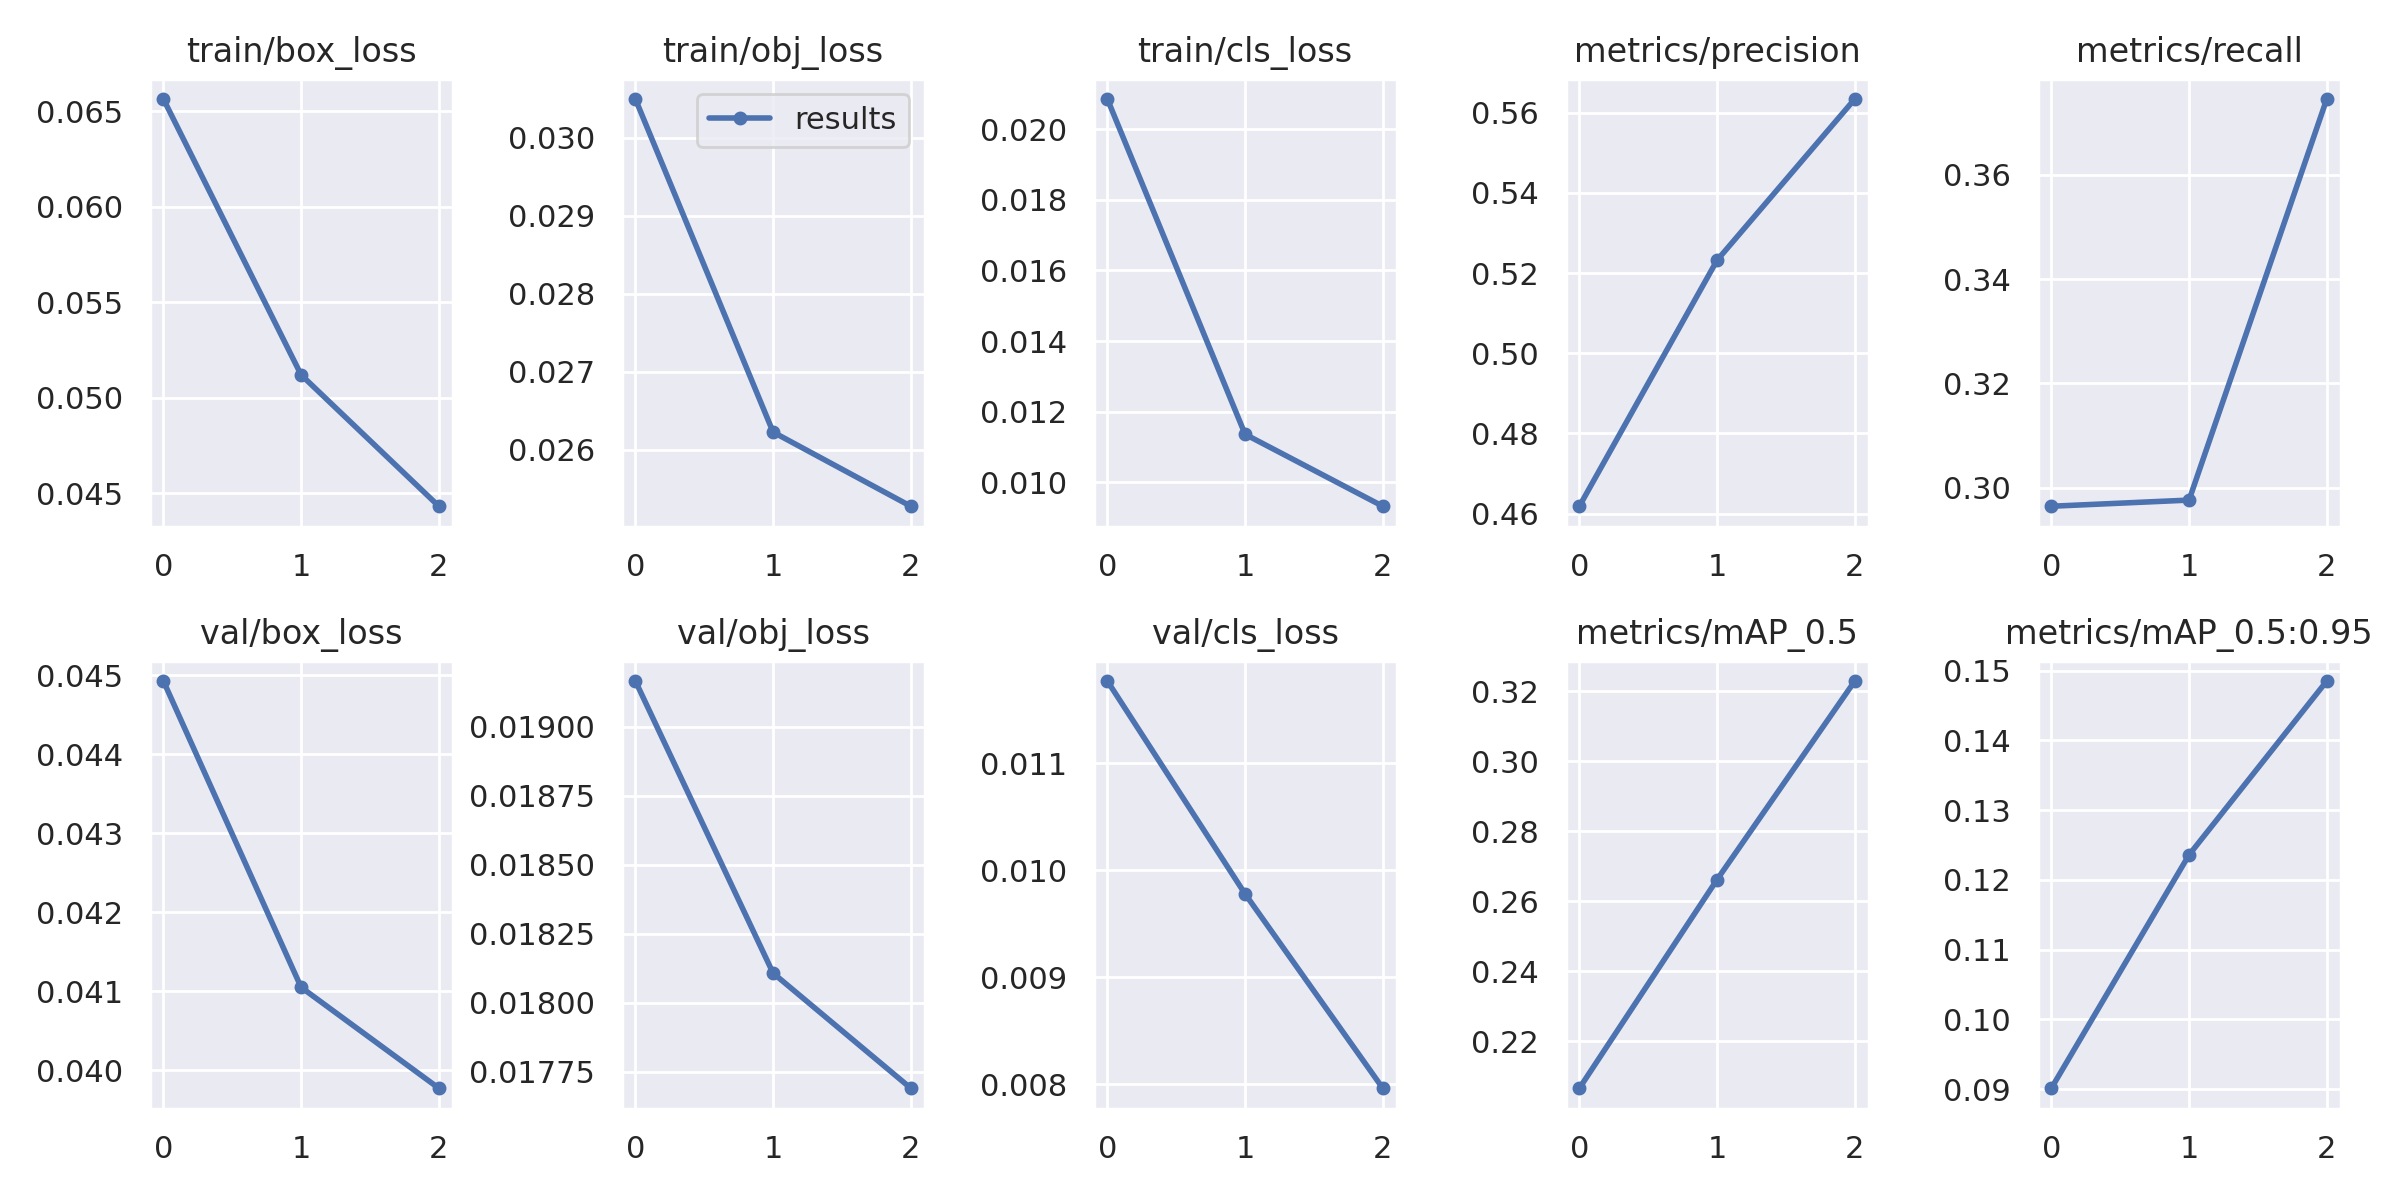 train/box_loss
0.065
0.060
0.055
0.050
0.045
0 1 2
train/obj_loss
results
0.030
0.029
0.028
0.027
0.026
0 1 2
train/cls_loss
0.020
0.018
0.016
0.014
0.012
0.010
0 1 2
metrics/precision
0.56
0.54
0.52
0.50
0.48
0.46
0 1 2
metrics/recall
0.36
0.34
0.32
0.30
0 1 2
val/box_loss
0.045
0.044
0.043
0.042
0.041
0.040
0 1 2
val/obj_loss
0.01900
0.01875
0.01850
0.01825
0.01800
0.01775
0 1 2
val/cls_loss
0.011
0.010
0.009
0.008
0 1 2
metrics/mAP_0.5
0.32
0.30
0.28
0.26
0.24
0.22
0 1 2
metrics/mAP_0.5:0.95
0.15
0.14
0.13
0.12
0.11
0.10
0.09
0 1 2